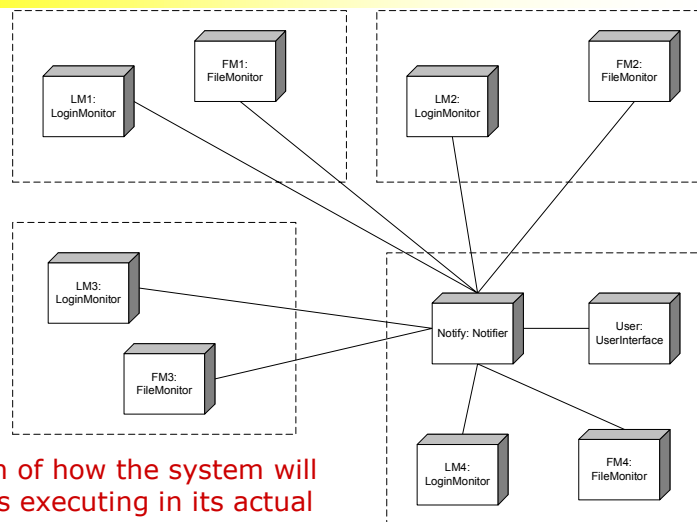 FM1:
FileMonitor
LM1:
LoginMonitor
FM2:
FileMonitor
LM2:
LoginMonitor
LM3:
LoginMonitor
FM3:
FileMonitor
Notify: Notifier
User:
UserInterface
LM4:
LoginMonitor
FM4:
FileMonitor
of how the system will
executing in its actual